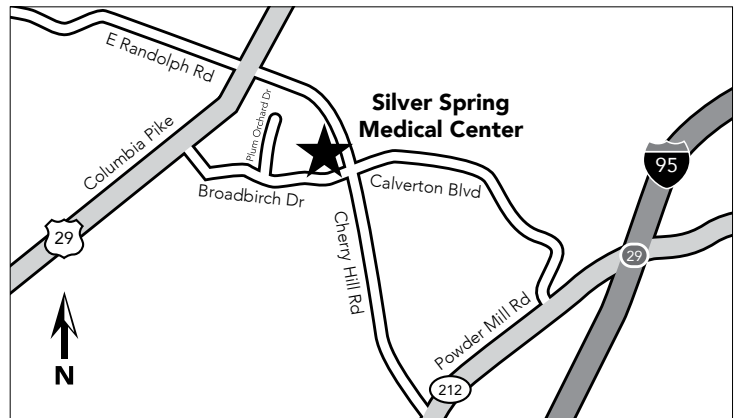 E Randolph Rd
Plum Orchard Dr
Silver Spring
Medical Center
Columbia Pike
95
Broadbirch Dr
Calverton Blvd
29
Cherry Hill Rd
29
Powder Mill Rd
N
212